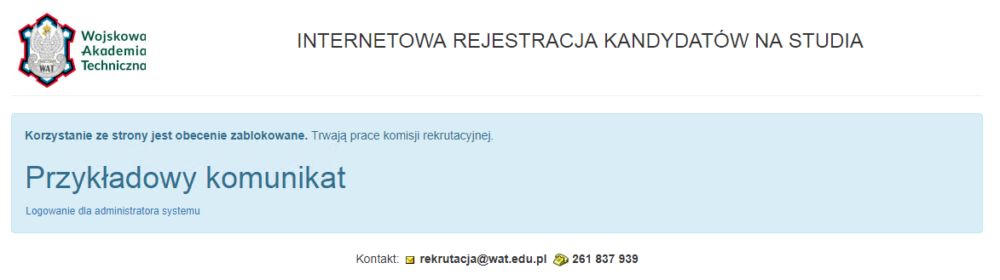 WAT
Wojskowa
Akademia
Techniczna
INTERNETOWA REJESTRACJA KANDYDATÓW NA STUDIA
Korzystanie ze strony jest obecenie zablokowane. Trwają prace komisji rekrutacyjnej.
Przykładowy komunikat
Logowanie dla administratora systemu
Kontakt: rekrutacja@wat.edu.pl 261 837 939